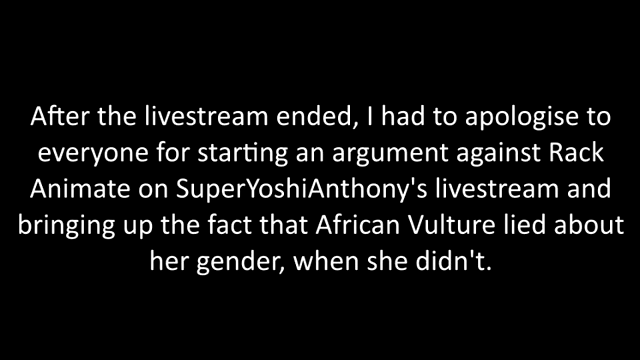 After the livestream ended, I had to apologise to
everyone for starting an argument against Rack
Animate on SuperYoshiAnthony's livestream and
bringing up the fact that African Vulture lied about
her gender, when she didn't.